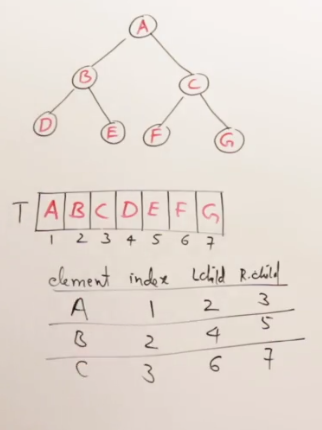 A
B C
D E F G
T A B C D E F G
1 2 3 4 5 6 7
element index Lchild R.child
A 1 2 3
B 2 4 5
C 3 6 7